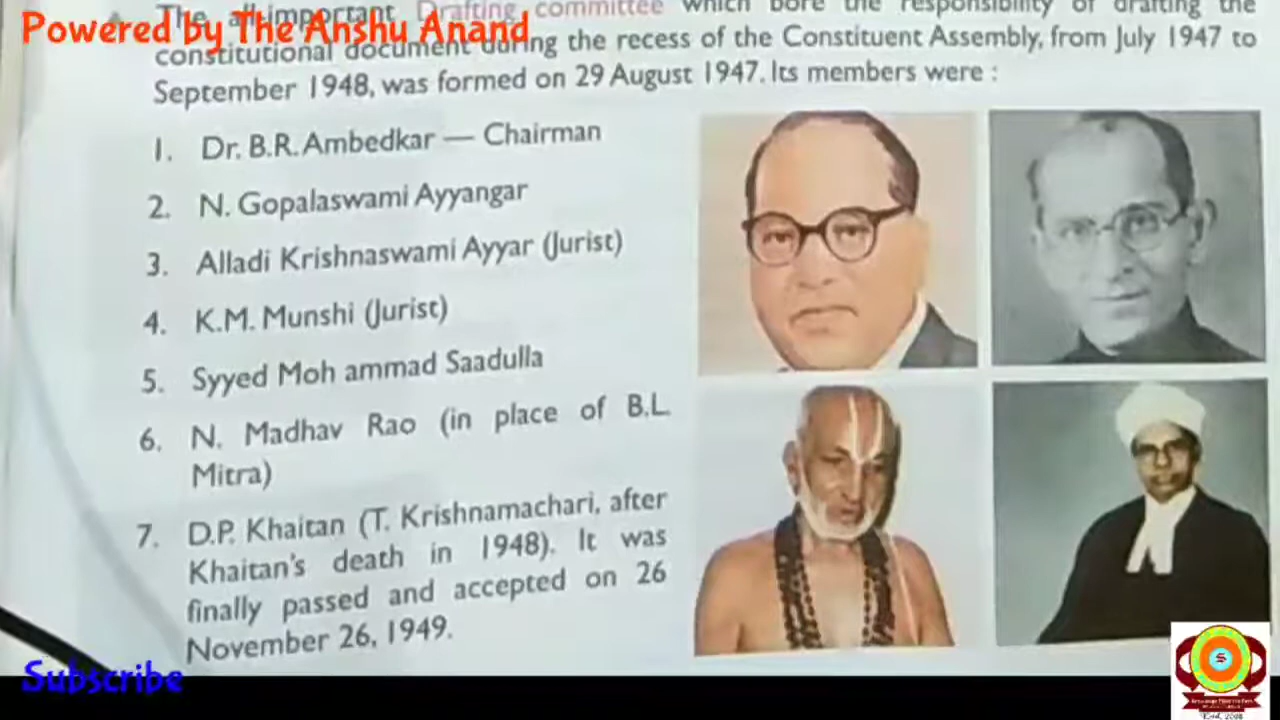 The all-important Drafting committee which bore the responsibility of drafting the
Powered by The Anshu Anand
constitutional document during the recess of the Constituent Assembly, from July 1947 to
September 1948, was formed on 29 August 1947. Its members were :
1. Dr. B.R. Ambedkar — Chairman
2. N. Gopalaswami Ayyangar
3. Alladi Krishnaswami Ayyar (Jurist)
4. K.M. Munshi (Jurist)
5. Syyed Moh ammad Saadulla
6. N. Madhav Rao (in place of B.L.
Mitra)
7. D.P. Khaitan (T. Krishnamachari, after
Khaitan's death in 1948). It was
finally passed and accepted on 26
November 26, 1949.
Subscribe